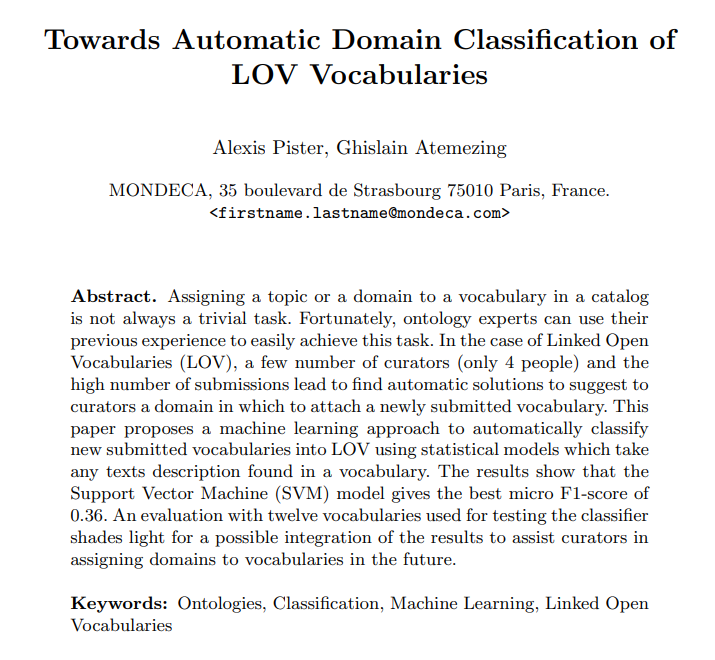 Towards Automatic Domain Classification of
LOV Vocabularies
Alexis Pister, Ghislain Atemezing
MONDECA, 35 boulevard de Strasbourg 75010 Paris, France.
<firstname.lastname@mondeca.com>
Abstract. Assigning a topic or a domain to a vocabulary in a catalog
is not always a trivial task. Fortunately, ontology experts can use their
previous experience to easily achieve this task. In the case of Linked Open
Vocabularies (LOV), a few number of curators (only 4 people) and the
high number of submissions lead to find automatic solutions to suggest to
curators a domain in which to attach a newly submitted vocabulary. This
paper proposes a machine learning approach to automatically classify
new submitted vocabularies into LOV using statistical models which take
any texts description found in a vocabulary. The results show that the
Support Vector Machine (SVM) model gives the best micro F1-score of
0.36. An evaluation with twelve vocabularies used for testing the classifier
shades light for a possible integration of the results to assist curators in
assigning domains to vocabularies in the future.
Keywords: Ontologies, Classification, Machine Learning, Linked Open
Vocabularies